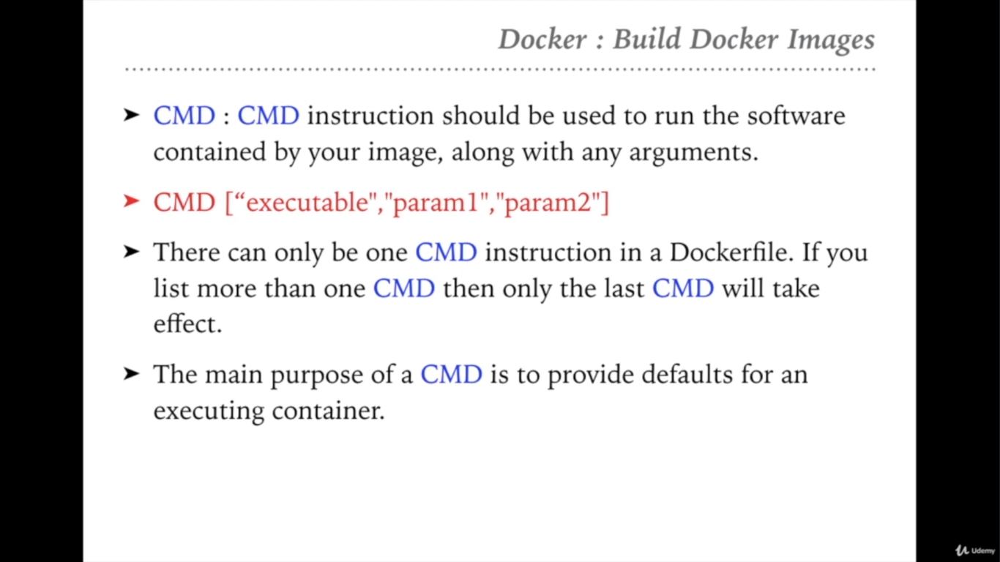 Docker : Build Docker Images
➤ CMD : CMD instruction should be used to run the software
contained by your image, along with any arguments.
➤ CMD [“executable","param1","param2"]
➤ There can only be one CMD instruction in a Dockerfile. If you
list more than one CMD then only the last CMD will take
effect.
➤ The main purpose of a CMD is to provide defaults for an
executing container.
Udemy